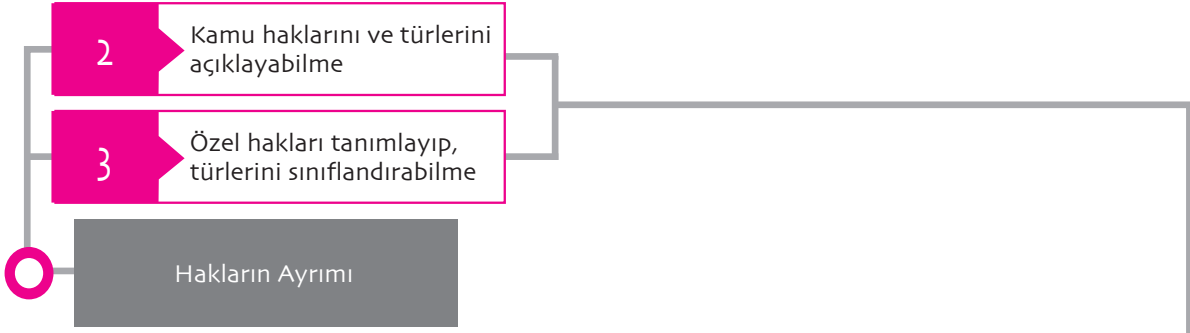 2
Kamu haklarını ve türlerini
açıklayabilme
3
Özel hakları tanımlayıp,
türlerini sınıflandırabilme
Hakların Ayrımı